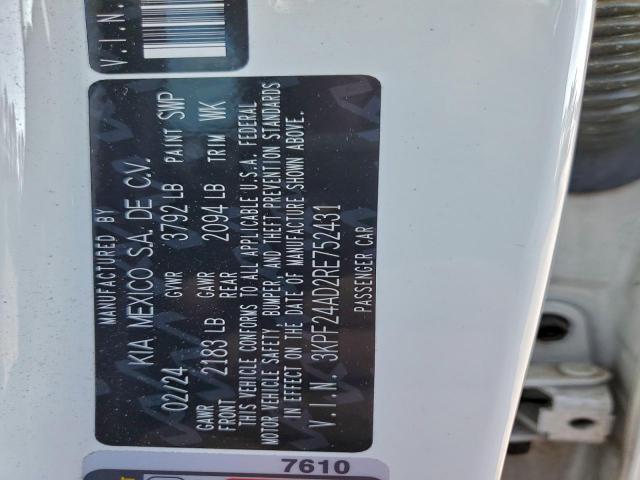 V.I.N.
MANUFACTURED BY
KIA MEXICO S.A. DE C.V.
02/24 GVWR 3792 LB PAINT SWP
GAWR FRONT 2183 LB GAWR REAR 2094 LB TRIM WK
THIS VEHICLE CONFORMS TO ALL APPLICABLE U.S.A. FEDERAL
MOTOR VEHICLE SAFETY, BUMPER, AND THEFT PREVENTION STANDARDS
IN EFFECT ON THE DATE OF MANUFACTURE SHOWN ABOVE.
V.I.N. 3KPF24AD2RE752431
PASSENGER CAR
7610